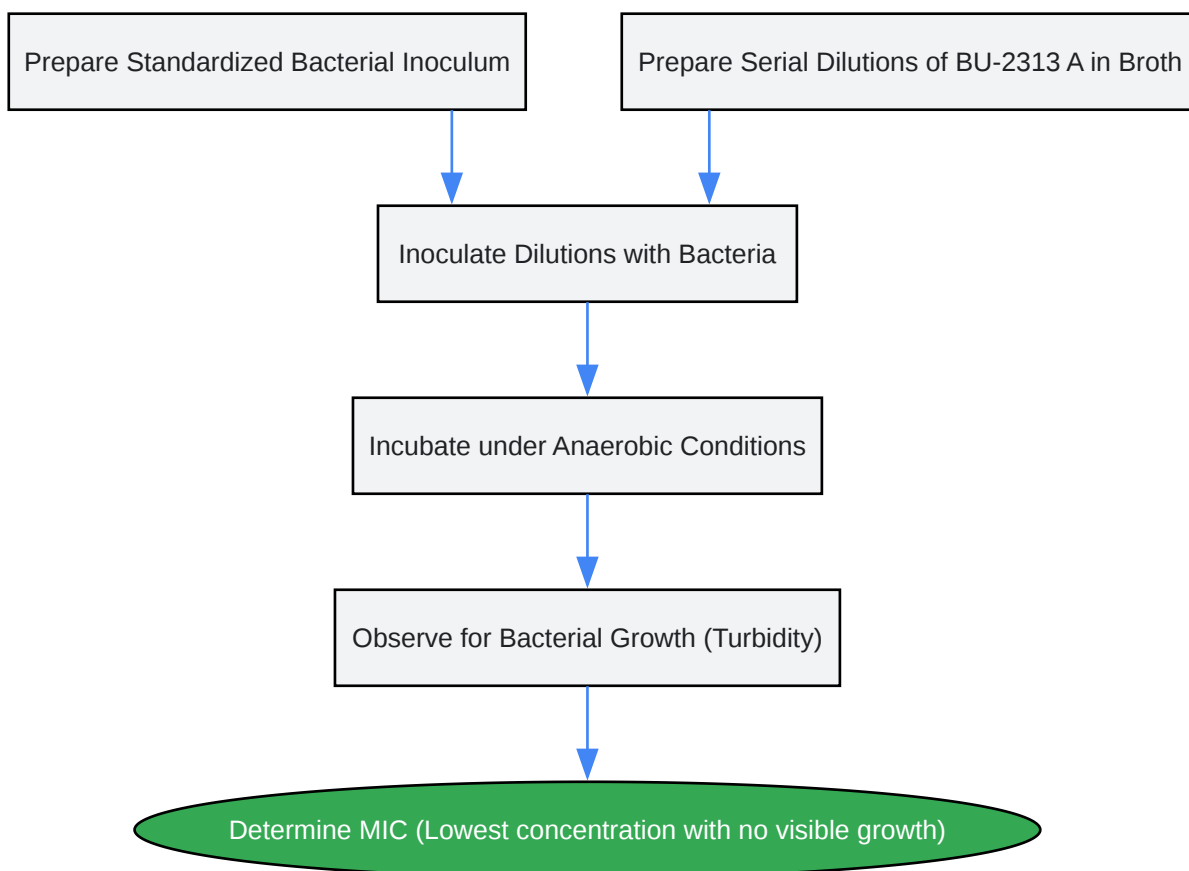 Prepare Standardized Bacterial Inoculum
Prepare Serial Dilutions of BU-2313 A in Broth
Inoculate Dilutions with Bacteria
Incubate under Anaerobic Conditions
Observe for Bacterial Growth (Turbidity)
Determine MIC (Lowest concentration with no visible growth)